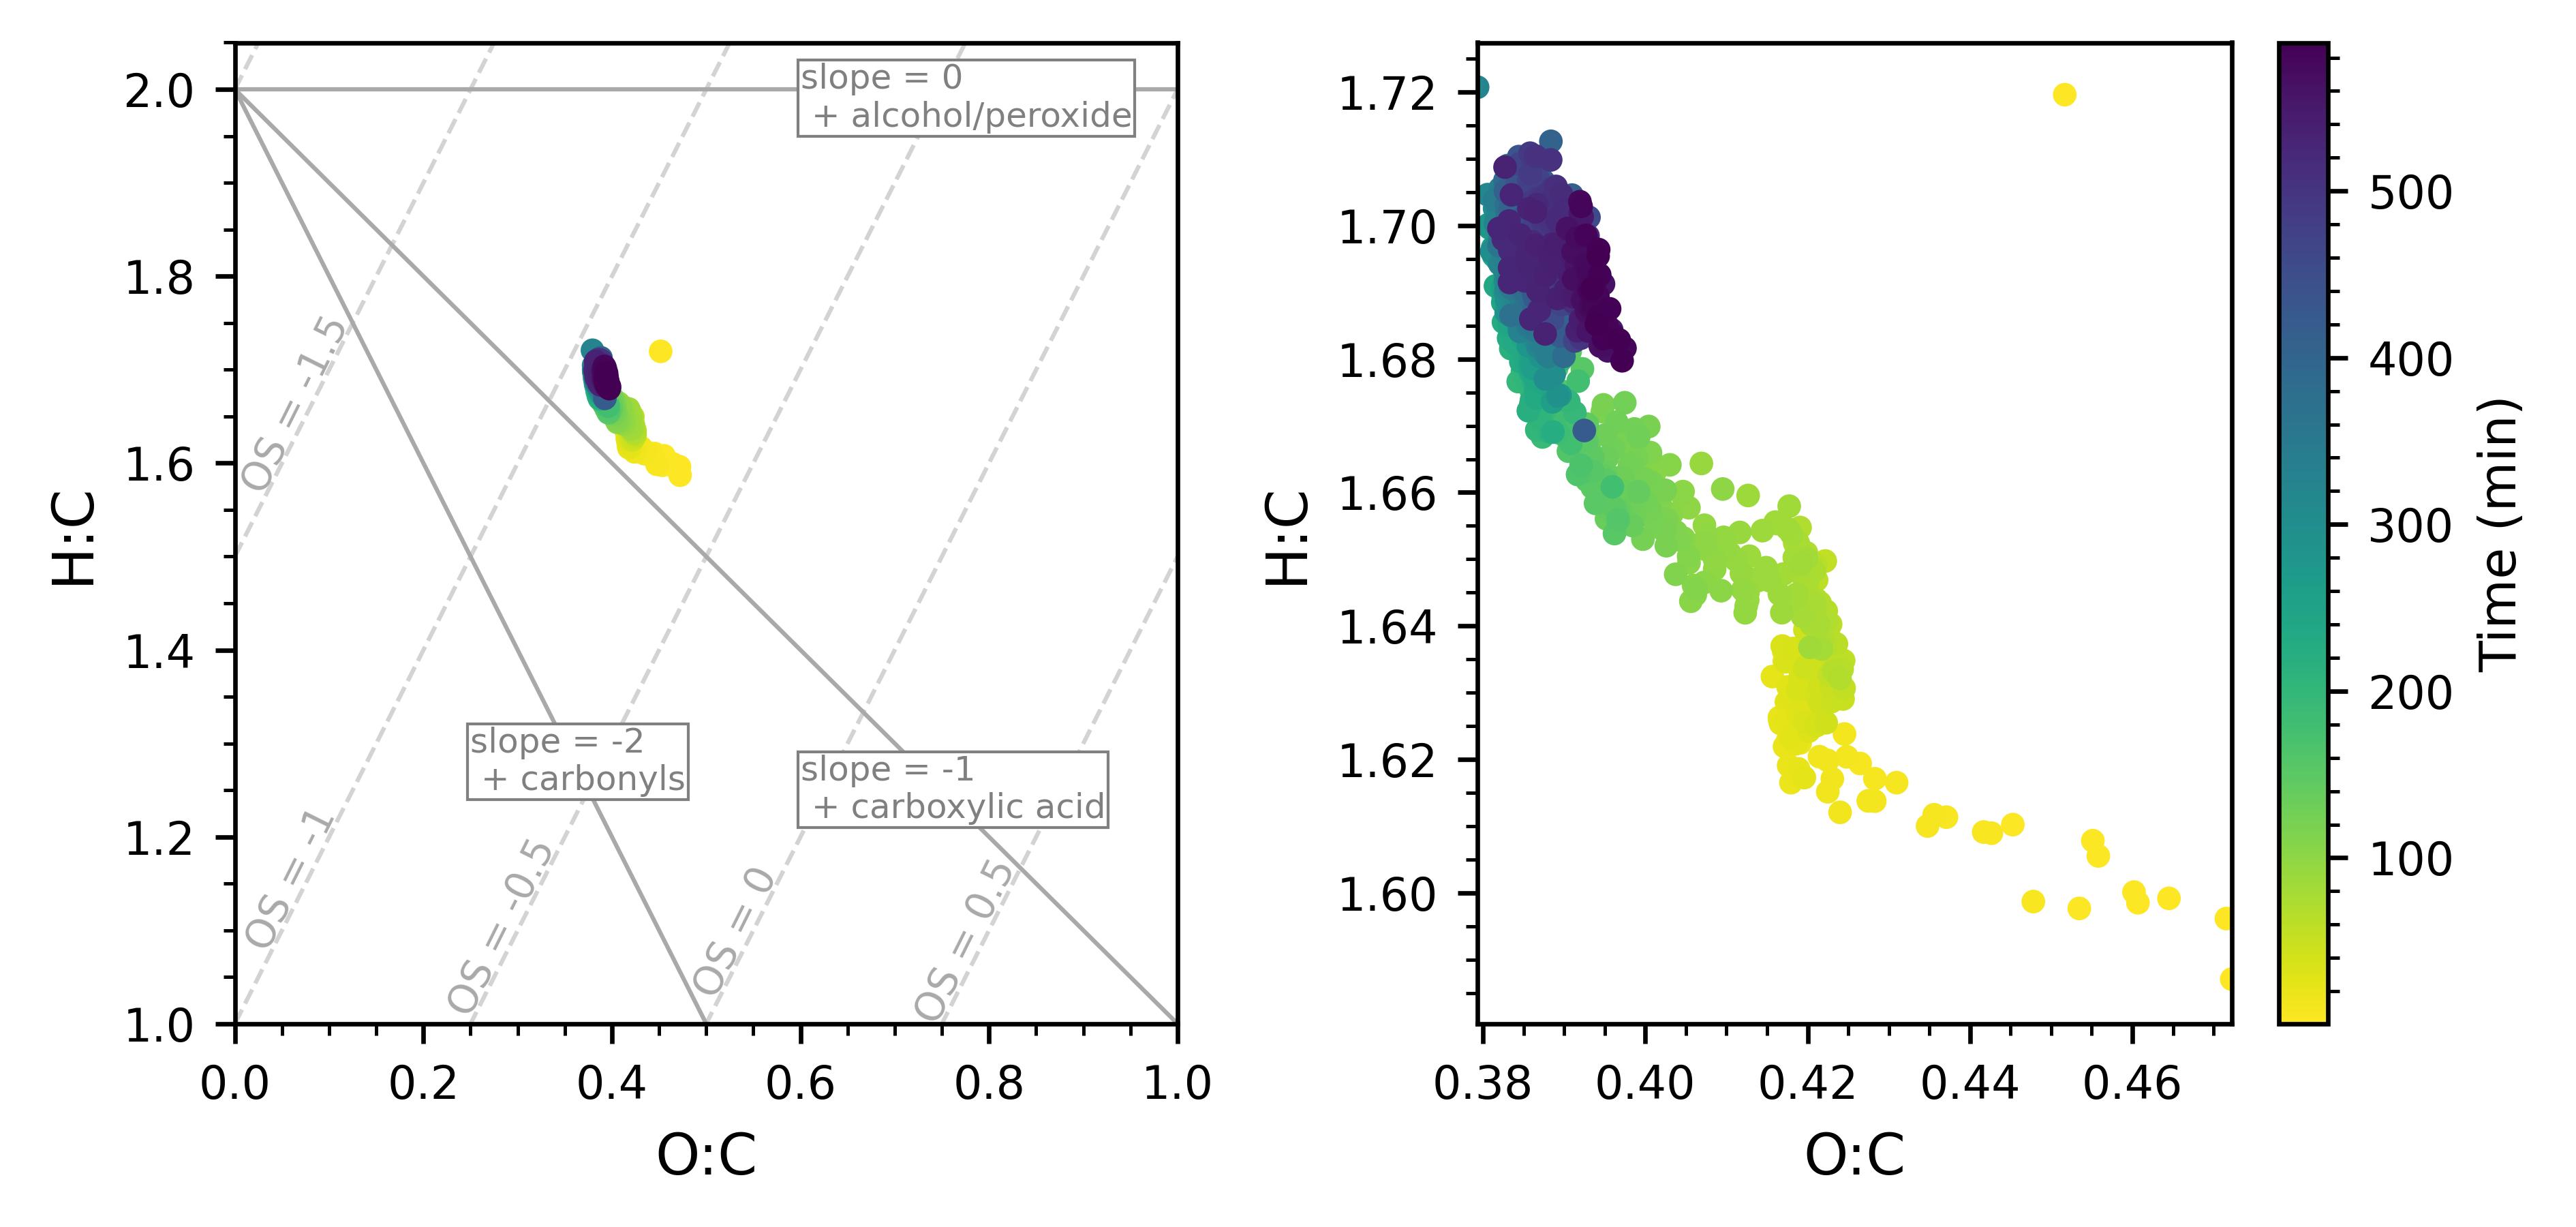 slope = 0
+ alcohol/peroxide
OS = -1.5
slope = -2
+ carbonyls
slope = -1
+ carboxylic acid
OS = -1
OS = -0.5
OS = 0
OS = 0.5
2.0
1.8
1.6
1.4
1.2
1.0
H:C
0.0 0.2 0.4 0.6 0.8 1.0
O:C
1.72
1.70
1.68
1.66
1.64
1.62
1.60
H:C
0.38 0.40 0.42 0.44 0.46
O:C
500
400
300
200
100
Time (min)